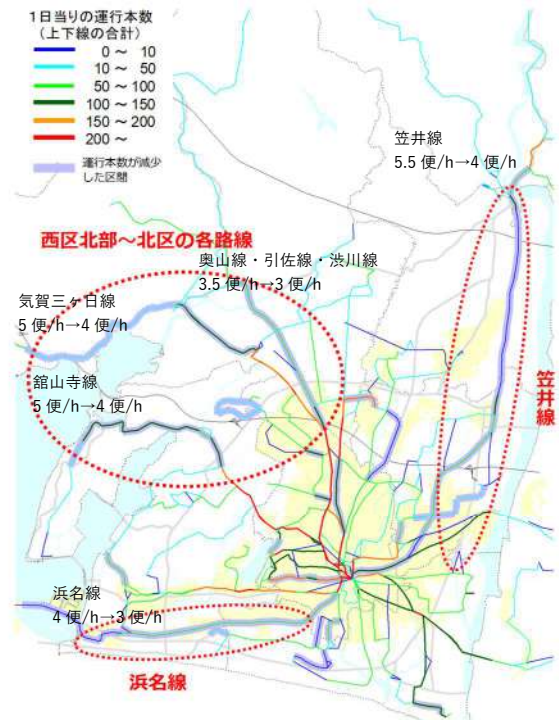 1日当りの運行本数
(上下線の合計)
0 ～ 10
10 ～ 50
50 ～ 100
100 ～ 150
150 ～ 200
200 ～
運行本数が減少
した区間
笠井線
5.5 便/h→4 便/h
西区北部～北区の各路線
奥山線・引佐線・渋川線
3.5 便/h→3 便/h
気賀三ヶ日線
5 便/h→4 便/h
舘山寺線
5 便/h→4 便/h
笠井線
浜名線
4 便/h→3 便/h
浜名線